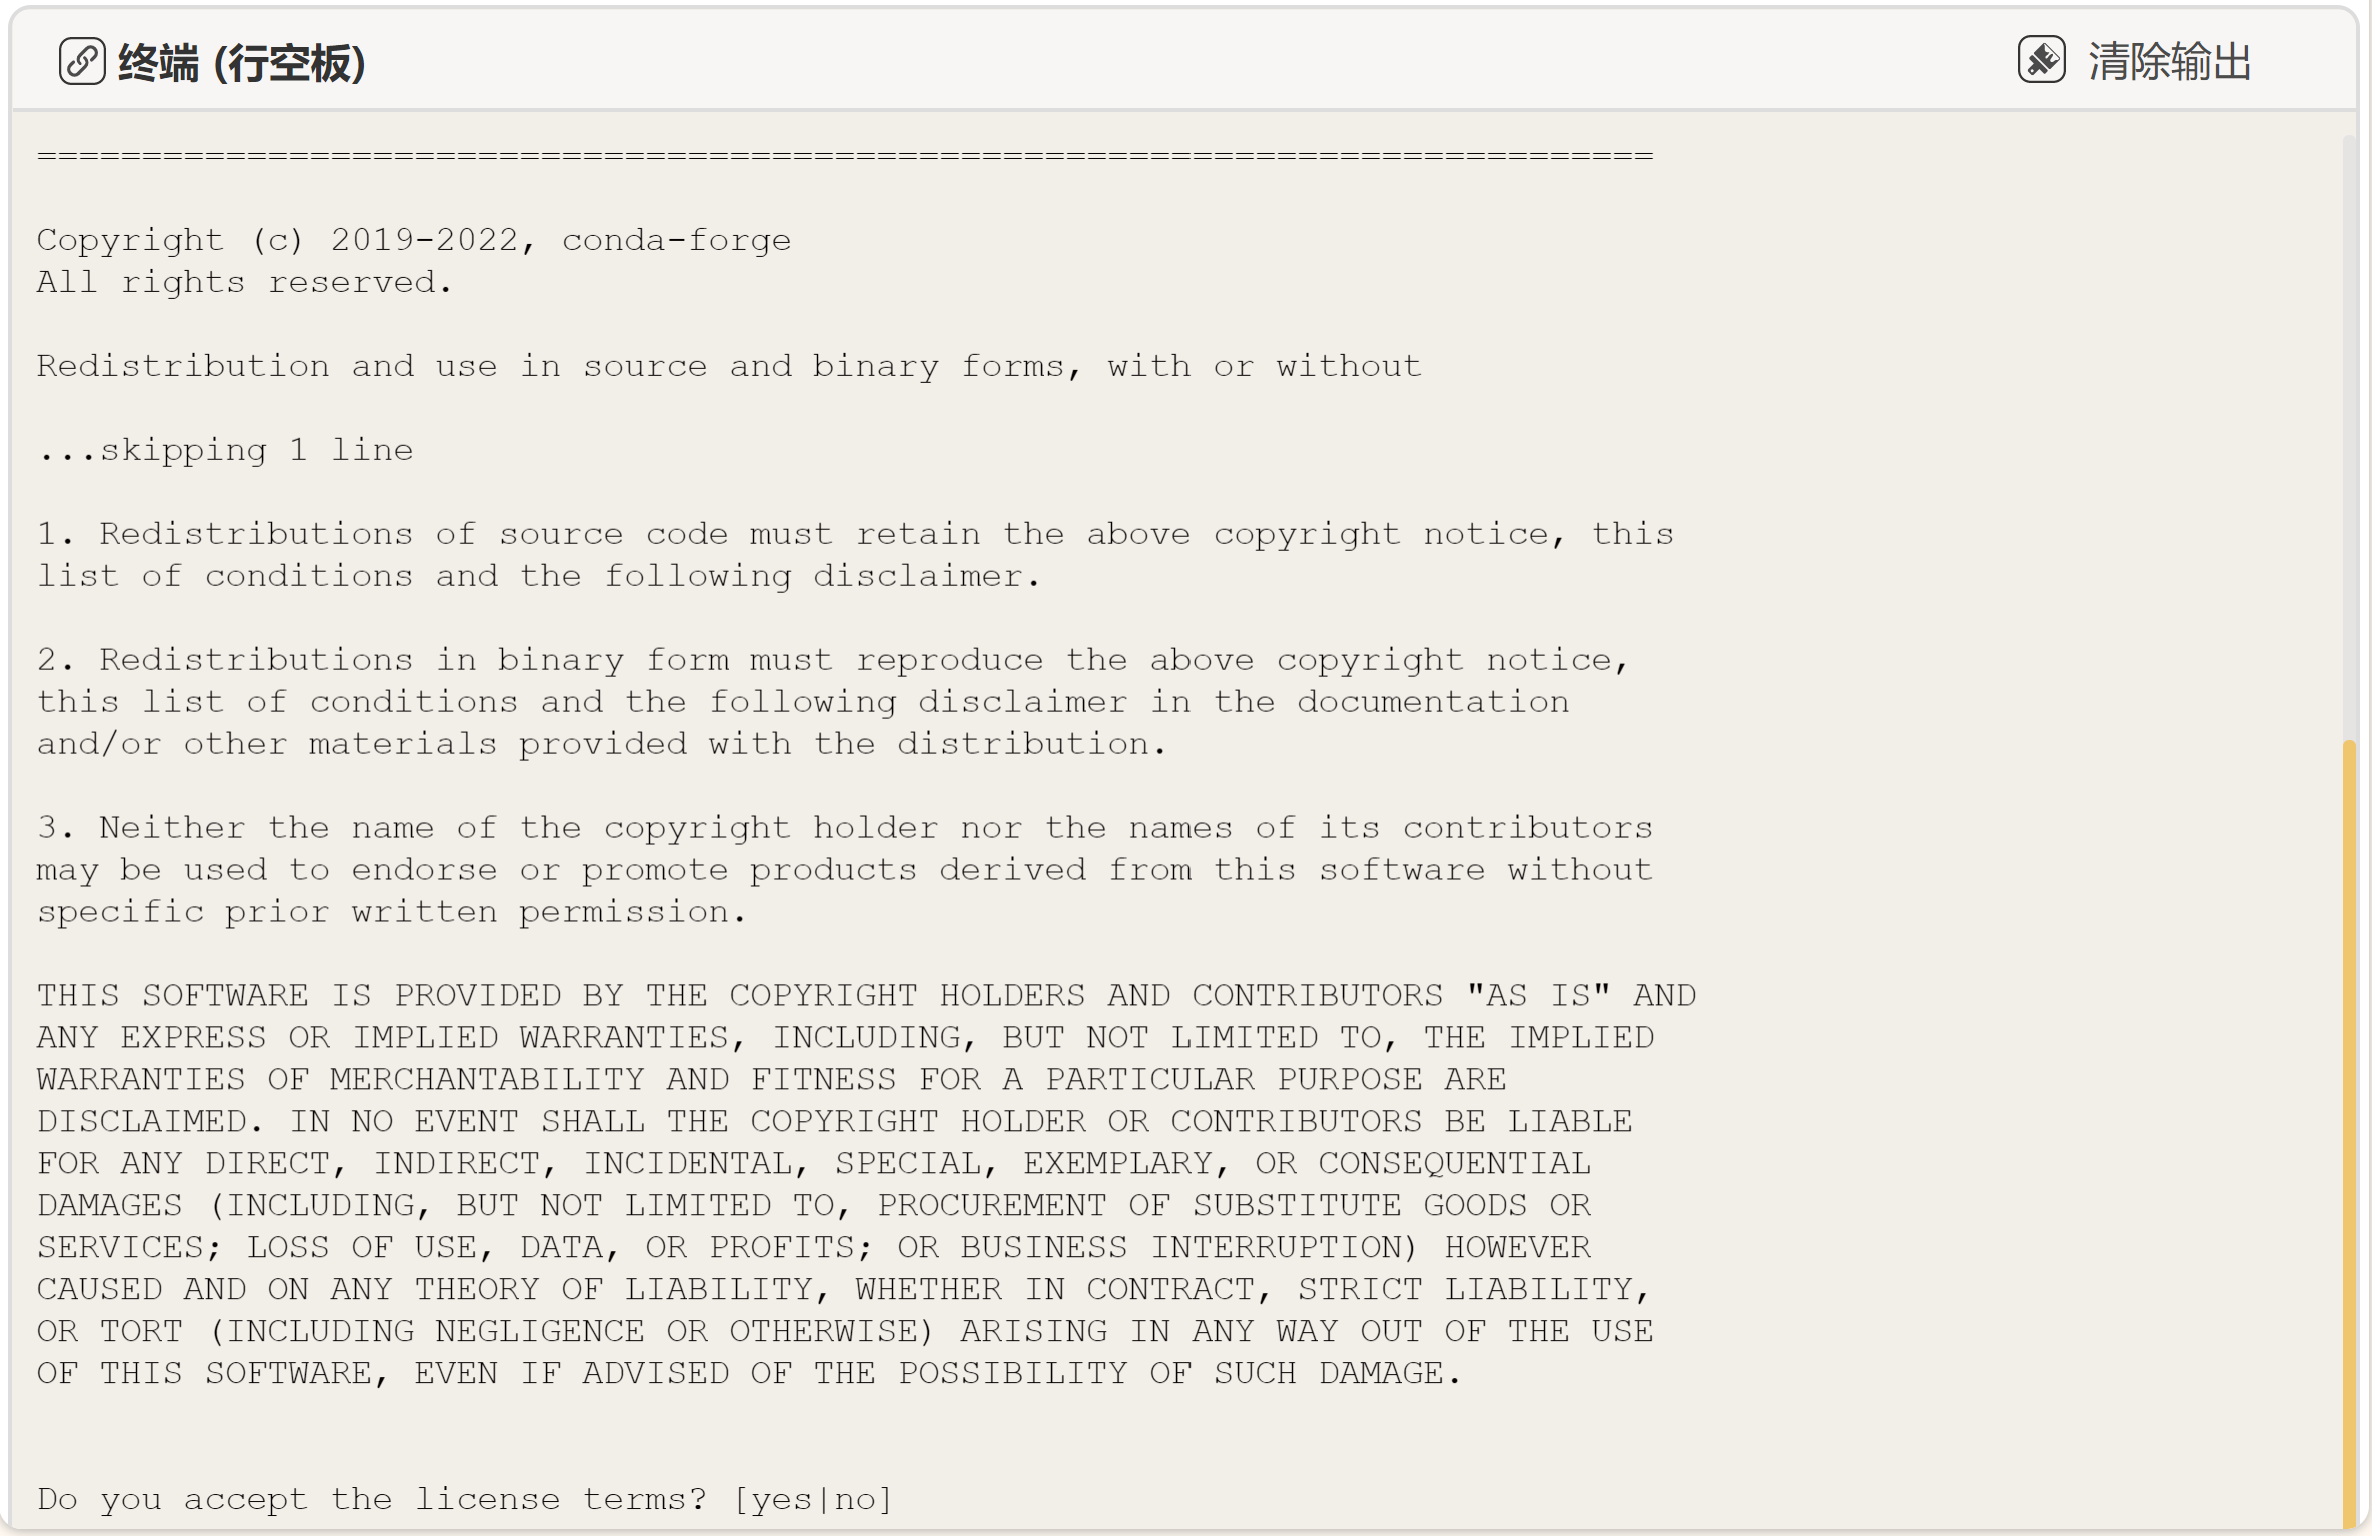 终端 (行空板)
清除输出
=============================================================================
Copyright (c) 2019-2022, conda-forge
All rights reserved.
Redistribution and use in source and binary forms, with or without
...skipping 1 line
1. Redistributions of source code must retain the above copyright notice, this
list of conditions and the following disclaimer.
2. Redistributions in binary form must reproduce the above copyright notice,
this list of conditions and the following disclaimer in the documentation
and/or other materials provided with the distribution.
3. Neither the name of the copyright holder nor the names of its contributors
may be used to endorse or promote products derived from this software without
specific prior written permission.
THIS SOFTWARE IS PROVIDED BY THE COPYRIGHT HOLDERS AND CONTRIBUTORS "AS IS" AND
ANY EXPRESS OR IMPLIED WARRANTIES, INCLUDING, BUT NOT LIMITED TO, THE IMPLIED
WARRANTIES OF MERCHANTABILITY AND FITNESS FOR A PARTICULAR PURPOSE ARE
DISCLAIMED. IN NO EVENT SHALL THE COPYRIGHT HOLDER OR CONTRIBUTORS BE LIABLE
FOR ANY DIRECT, INDIRECT, INCIDENTAL, SPECIAL, EXEMPLARY, OR CONSEQUENTIAL
DAMAGES (INCLUDING, BUT NOT LIMITED TO, PROCUREMENT OF SUBSTITUTE GOODS OR
SERVICES; LOSS OF USE, DATA, OR PROFITS; OR BUSINESS INTERRUPTION) HOWEVER
CAUSED AND ON ANY THEORY OF LIABILITY, WHETHER IN CONTRACT, STRICT LIABILITY,
OR TORT (INCLUDING NEGLIGENCE OR OTHERWISE) ARISING IN ANY WAY OUT OF THE USE
OF THIS SOFTWARE, EVEN IF ADVISED OF THE POSSIBILITY OF SUCH DAMAGE.
Do you accept the license terms? [yes|no]